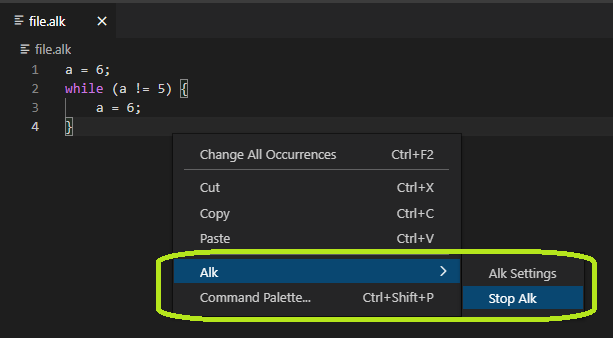 file.alk ×
file.alk
1 a = 6;
2 while (a != 5) {
3     a = 6;
4 }
Change All Occurrences Ctrl+F2
Cut Ctrl+X
Copy Ctrl+C
Paste Ctrl+V
Alk >
Alk Settings
Command Palette... Ctrl+Shift+P
Stop Alk